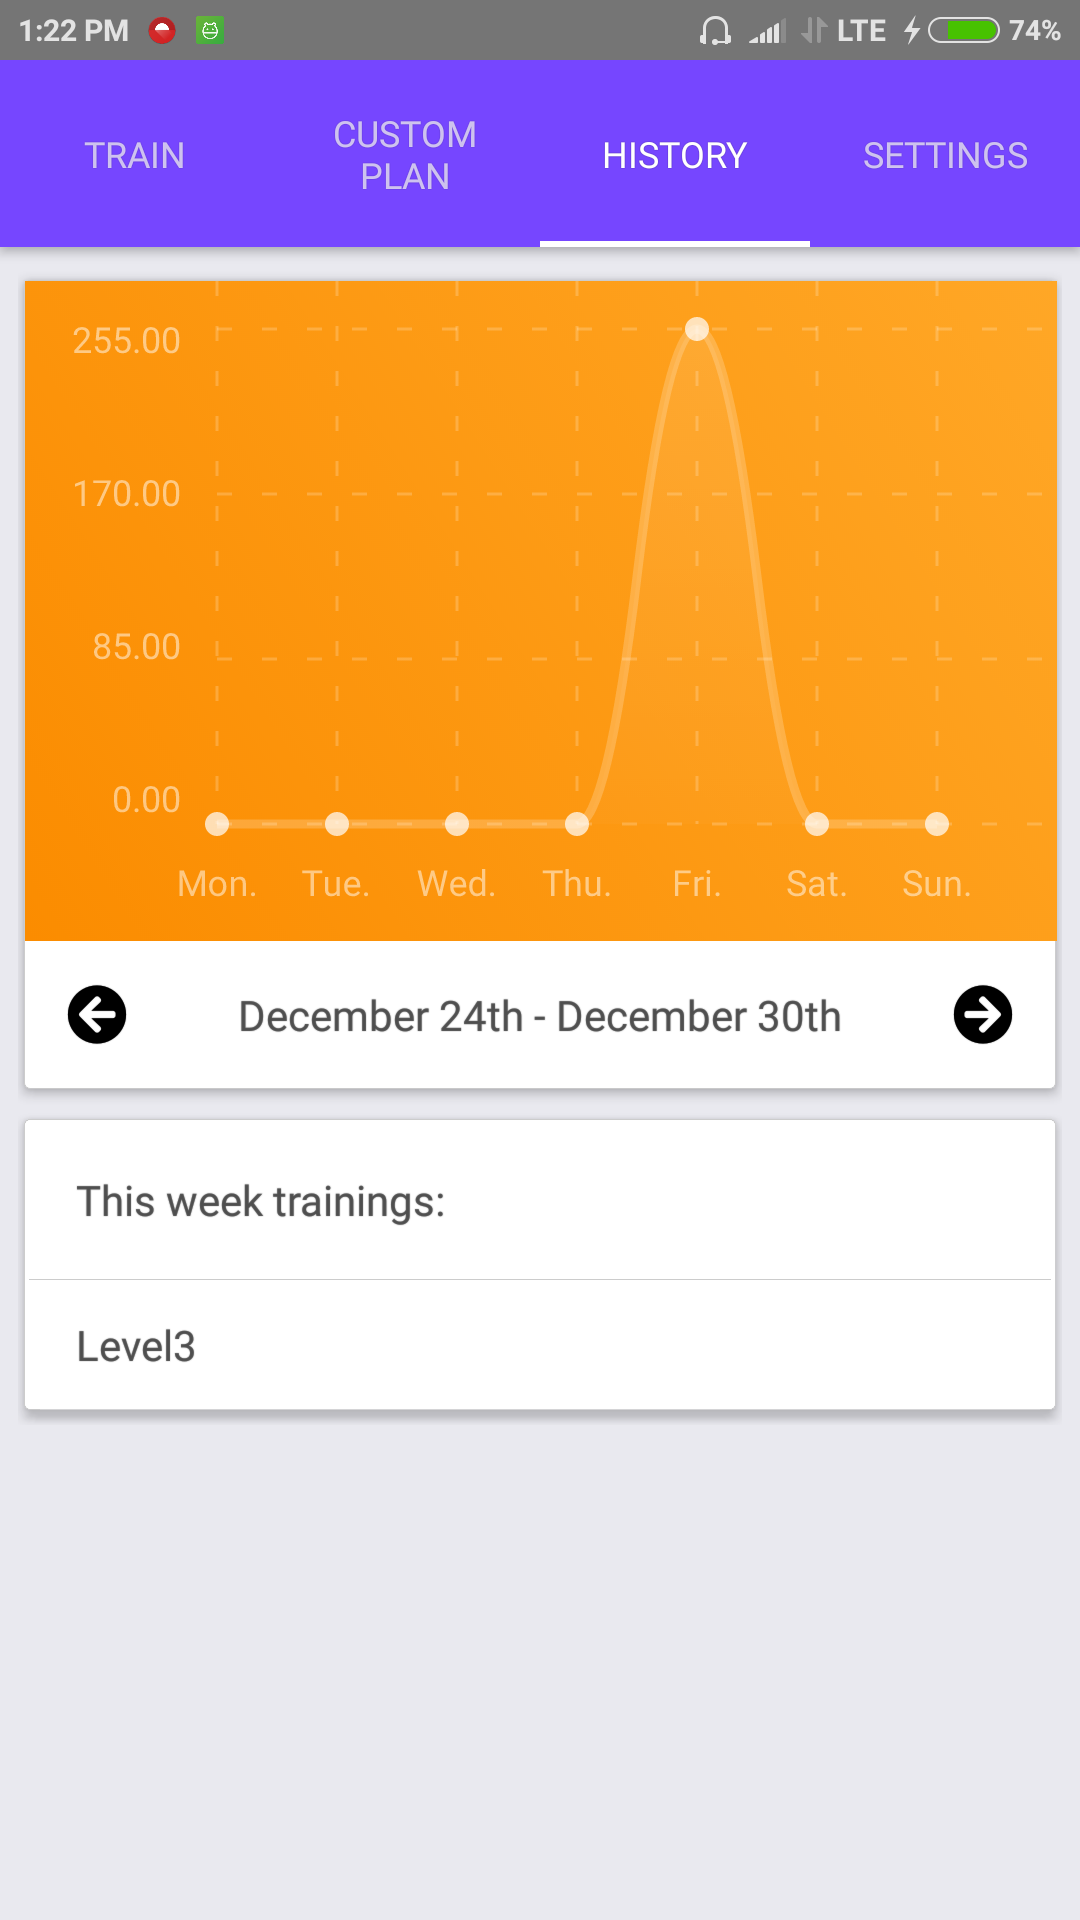 1:22 PM LTE 74%
TRAIN
CUSTOM
PLAN
HISTORY
SETTINGS
255.00
170.00
85.00
0.00
Mon. Tue. Wed. Thu. Fri. Sat. Sun.
December 24th - December 30th
This week trainings:
Level3